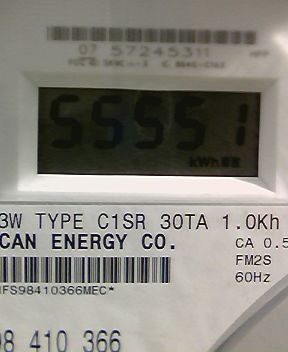 07 57245311
55551
kWh
3W TYPE C1SR 30TA 1.0Kh
CAN ENERGY CO.
CA 0.5
FM2S
60Hz
IFS98410366MEC*
98 410 366